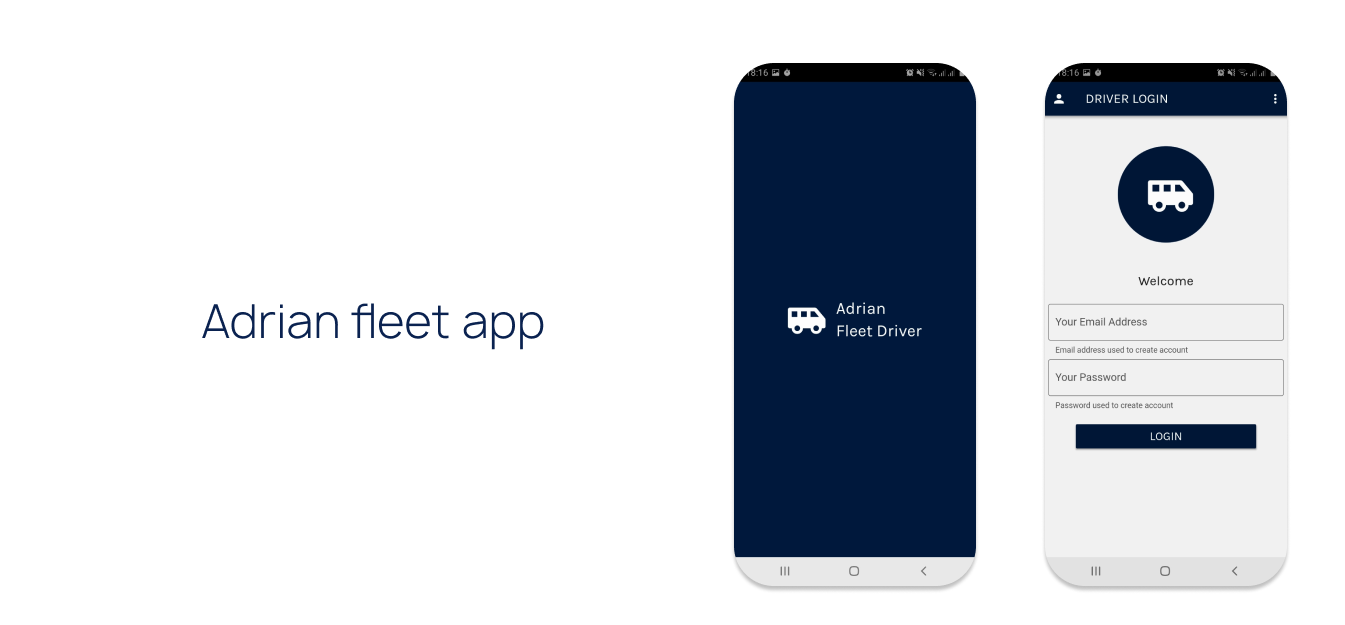 Adrian fleet app
18:16
Adrian
Fleet Driver
18:16
DRIVER LOGIN
Welcome
Your Email Address
Email address used to create account
Your Password
Password used to create account
LOGIN